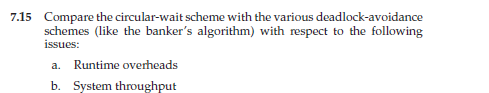 7.15 Compare the circular-wait scheme with the various deadlock-avoidance
schemes (like the banker's algorithm) with respect to the following
issues:
a. Runtime overheads
b. System throughput